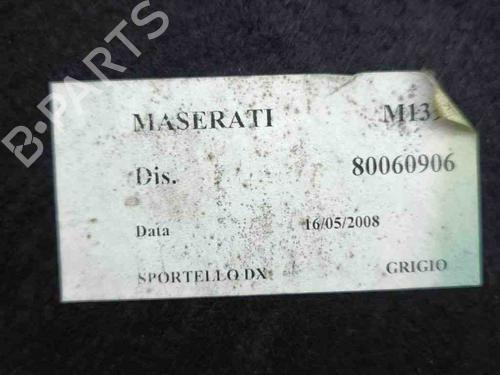 B-PARTS
MASERATI
Dis. 80060906
Data 16/05/2008
SPORTELLO DX GRIGIO